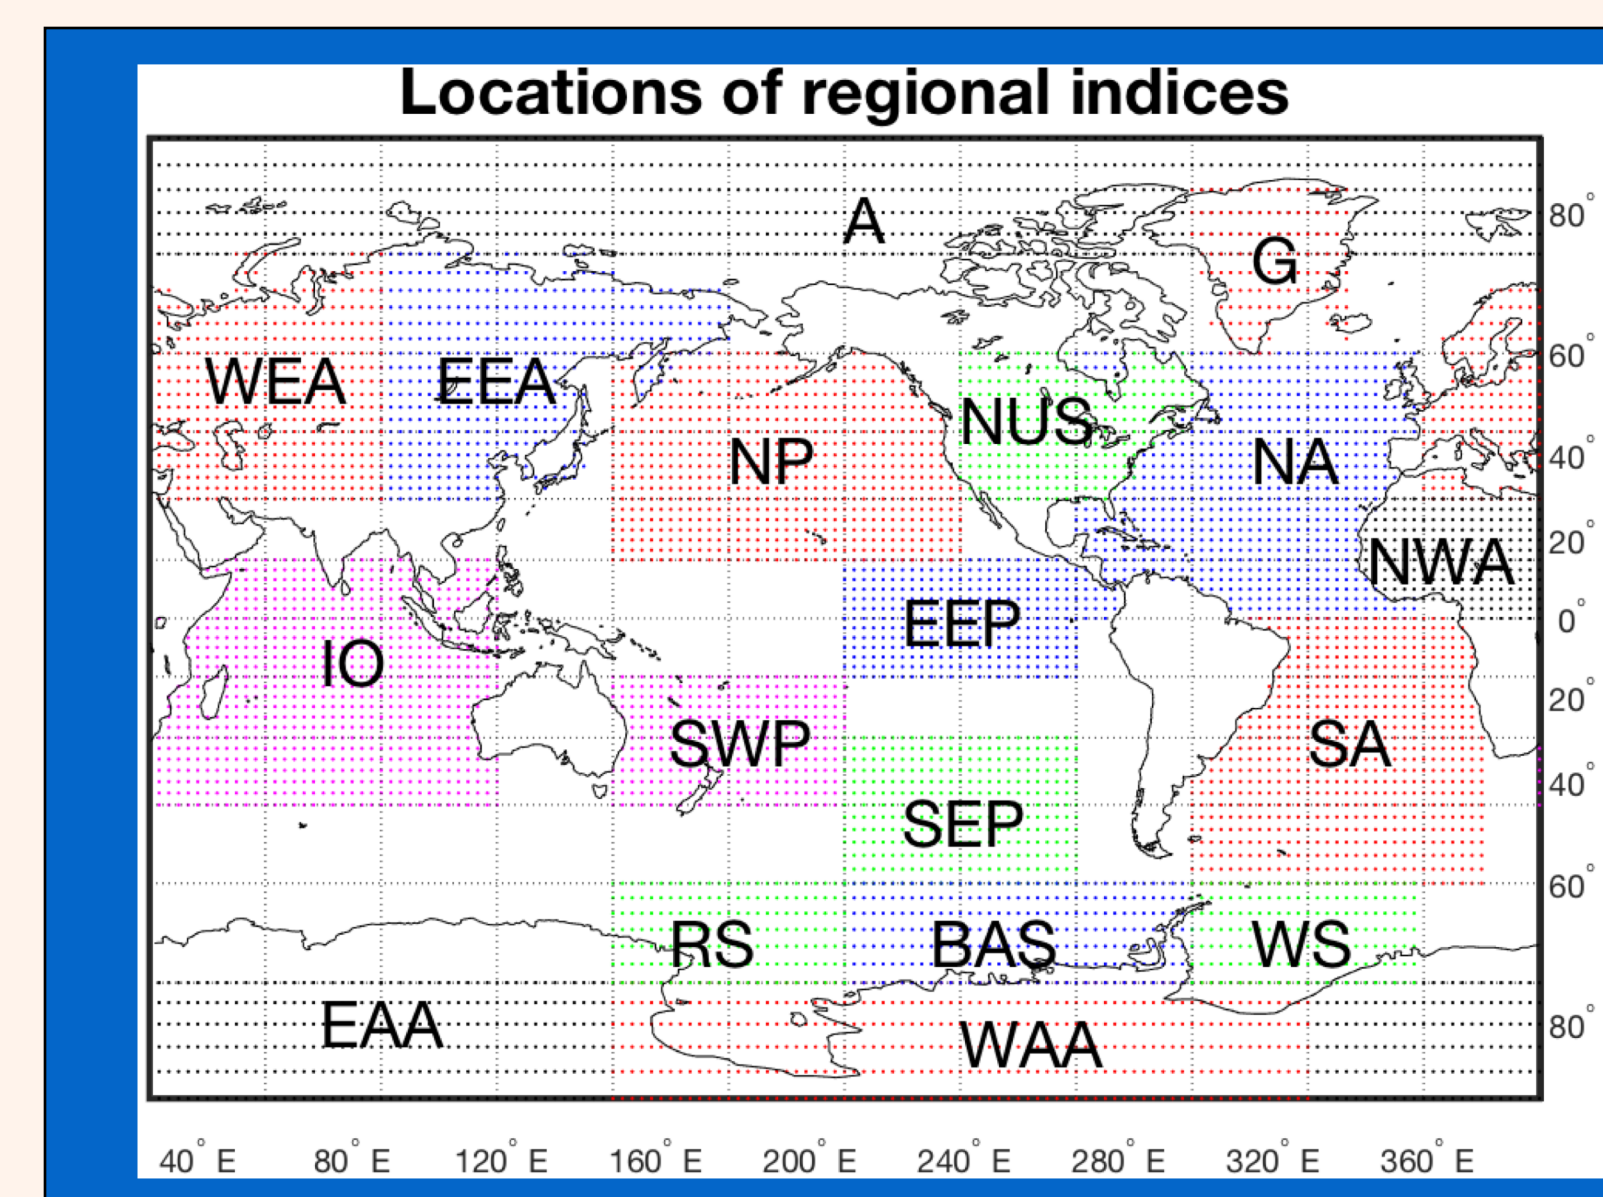 Locations of regional indices
A
80°
G
60°
WEA EEA
NUS
NP NA
40°
20°
NWA
EEP
0°
IO
20°
SWP SA
40°
SEP
60°
RS BAS WS
EAA
80°
WAA
40°E 80°E 120°E 160°E 200°E 240°E 280°E 320°E 360°E